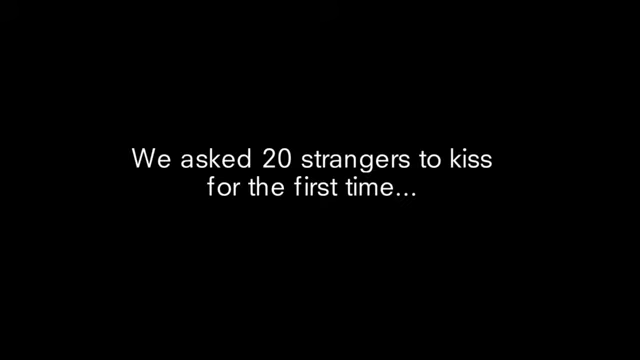 We asked 20 strangers to kiss
for the first time...